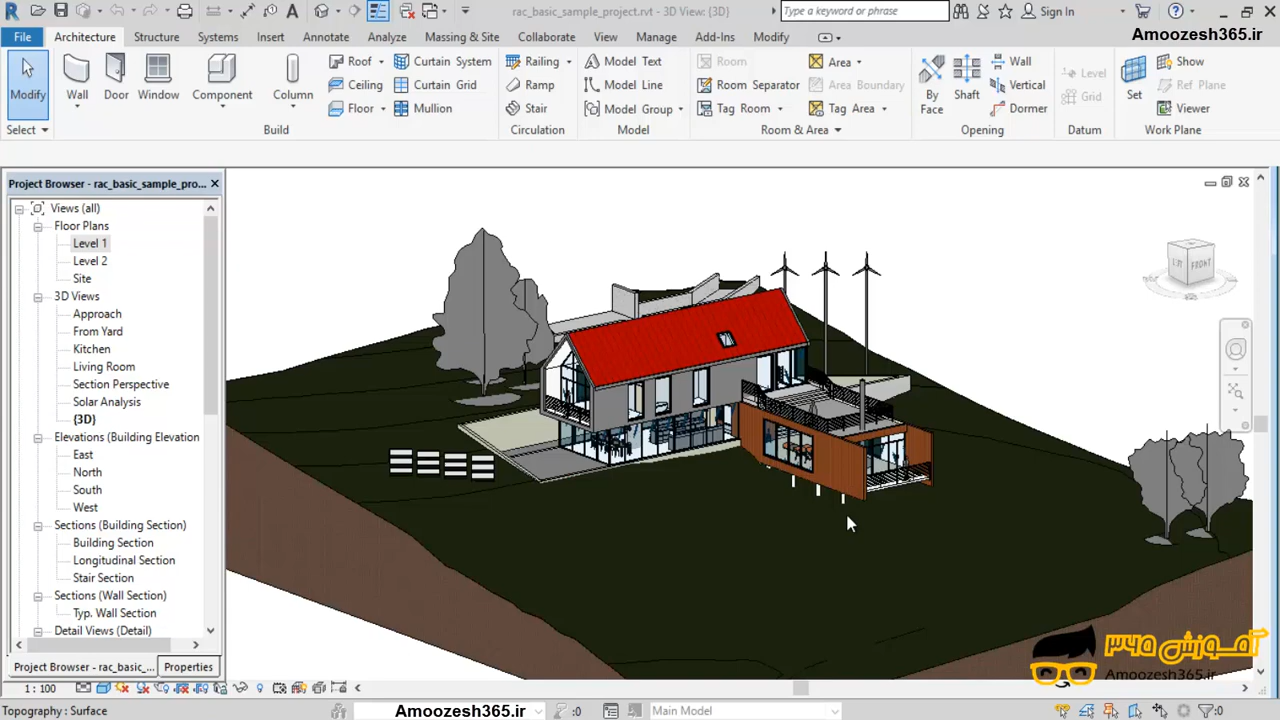 rac_basic_sample_project.rvt - 3D View: {3D}
Type a keyword or phrase
Sign In
Amoozesh365.ir
File
Architecture
Structure
Systems
Insert
Annotate
Analyze
Massing & Site
Collaborate
View
Manage
Add-Ins
Modify
Modify
Wall
Door
Window
Component
Column
Roof
Ceiling
Floor
Curtain System
Curtain Grid
Mullion
Railing
Ramp
Stair
Model Text
Model Line
Model Group
Room
Room Separator
Tag Room
Area
Area Boundary
Tag Area
By Face
Shaft
Wall
Vertical
Dormer
Level
Grid
Set
Show
Ref Plane
Viewer
Select
Build
Circulation
Model
Room & Area
Opening
Datum
Work Plane
Project Browser - rac_basic_sample_pro...
Views (all)
Floor Plans
Level 1
Level 2
Site
3D Views
Approach
From Yard
Kitchen
Living Room
Section Perspective
Solar Analysis
{3D}
Elevations (Building Elevation
East
North
South
West
Sections (Building Section)
Building Section
Longitudinal Section
Stair Section
Sections (Wall Section)
Typ. Wall Section
Detail Views (Detail)
Project Browser - rac_basic_...
Properties
FRONT
آمـــوزش ۳۶۵
Amoozesh365.ir
1 : 100
Topography : Surface
Amoozesh365.ir
:0
Main Model
:0